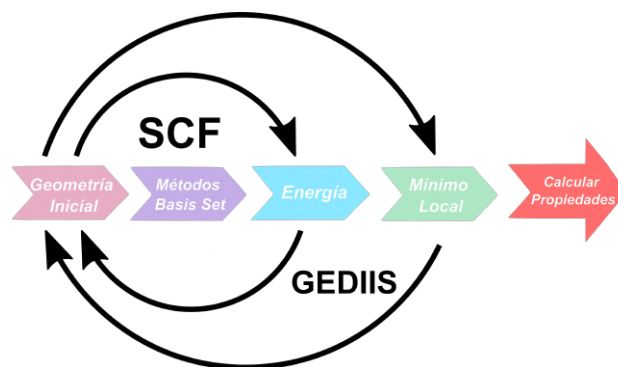 SCF
Geometría
Inicial
Métodos
Basis Set
Energía
Mínimo
Local
Calcular
Propiedades
GEDIIS